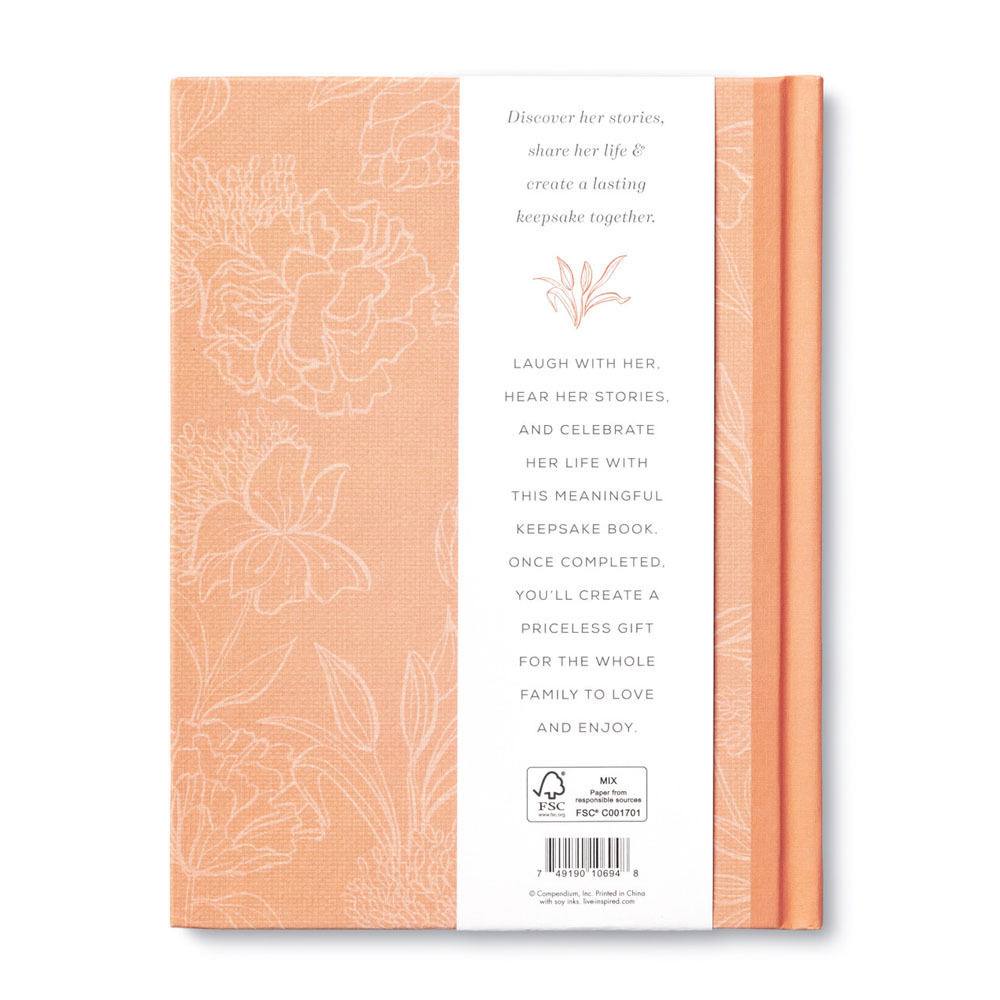 Discover her stories,
share her life &
create a lasting
keepsake together.
LAUGH WITH HER,
HEAR HER STORIES,
AND CELEBRATE
HER LIFE WITH
THIS MEANINGFUL
KEEPSAKE BOOK.
ONCE COMPLETED,
YOU'LL CREATE A
PRICELESS GIFT
FOR THE WHOLE
FAMILY TO LOVE
AND ENJOY.
FSC
www.fsc.org
MIX
Paper from
responsible sources
FSC® C001701
7 49190 10694 8
© Compendium, Inc. Printed in China
with soy inks. live-inspired.com